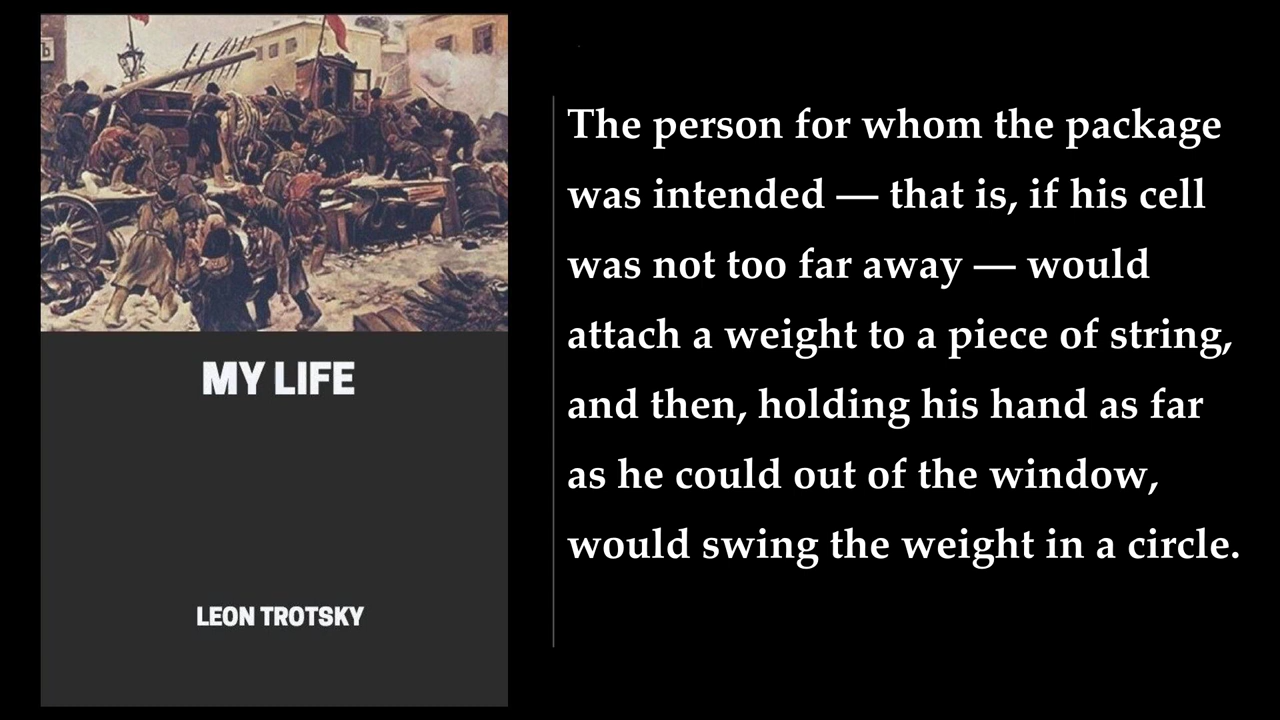 Ъ
MY LIFE
LEON TROTSKY
The person for whom the package
was intended — that is, if his cell
was not too far away — would
attach a weight to a piece of string,
and then, holding his hand as far
as he could out of the window,
would swing the weight in a circle.